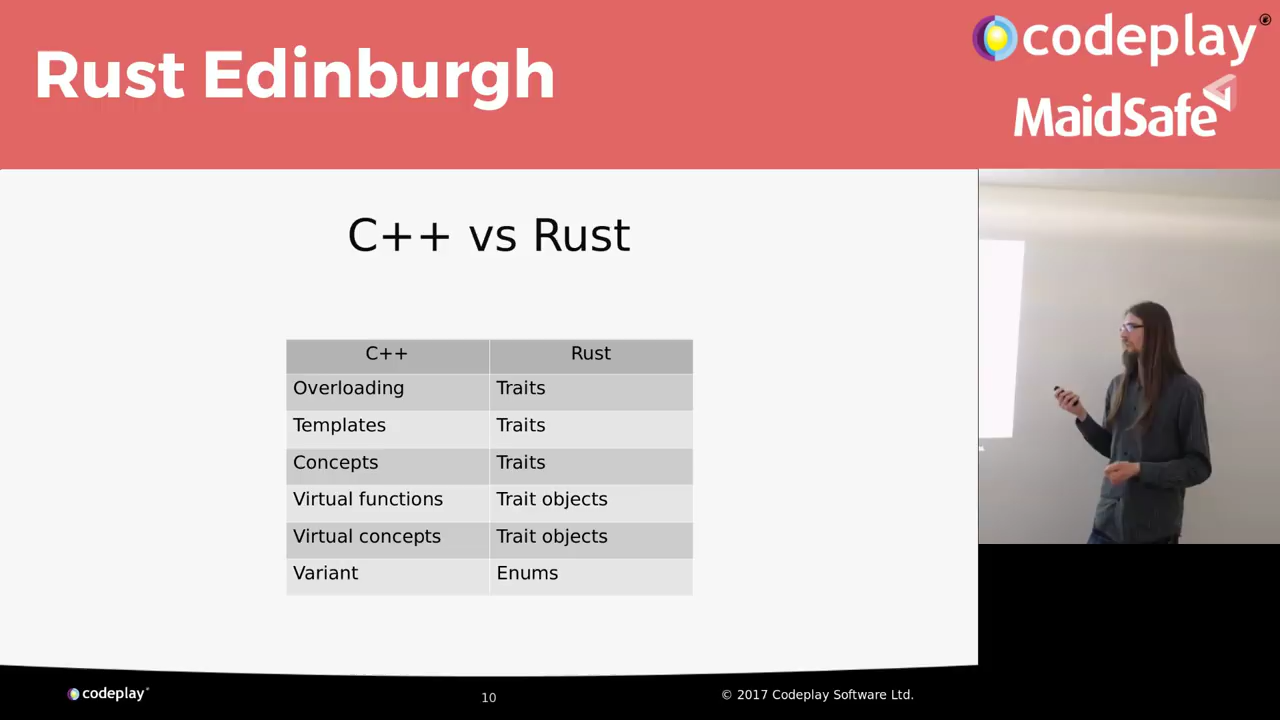 Rust Edinburgh
codeplay®
MaidSafe
C++ vs Rust
C++ Rust
Overloading Traits
Templates Traits
Concepts Traits
Virtual functions Trait objects
Virtual concepts Trait objects
Variant Enums
codeplay®
10
© 2017 Codeplay Software Ltd.